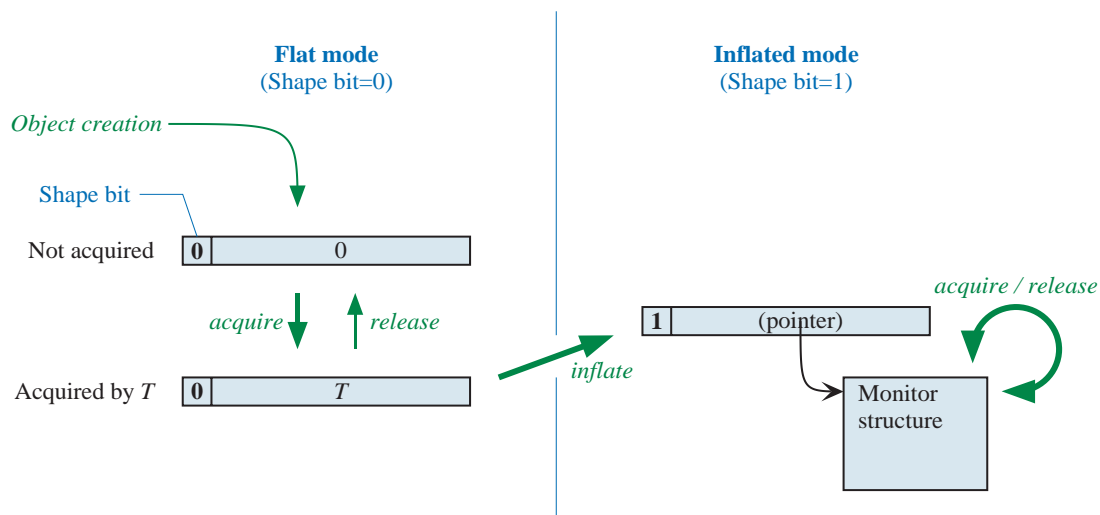 Flat mode
(Shape bit=0)
Inflated mode
(Shape bit=1)
Object creation
Shape bit
Not acquired
0
0
acquire
release
Acquired by T
0
T
inflate
1
(pointer)
acquire / release
Monitor
structure